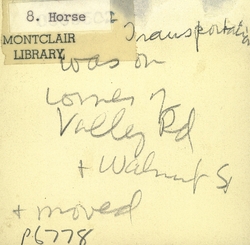 8. Horse
Transportation
MONTCLAIR
LIBRARY
was on
corner of
Valley Rd
+ Walnut St
+ moved
P6778